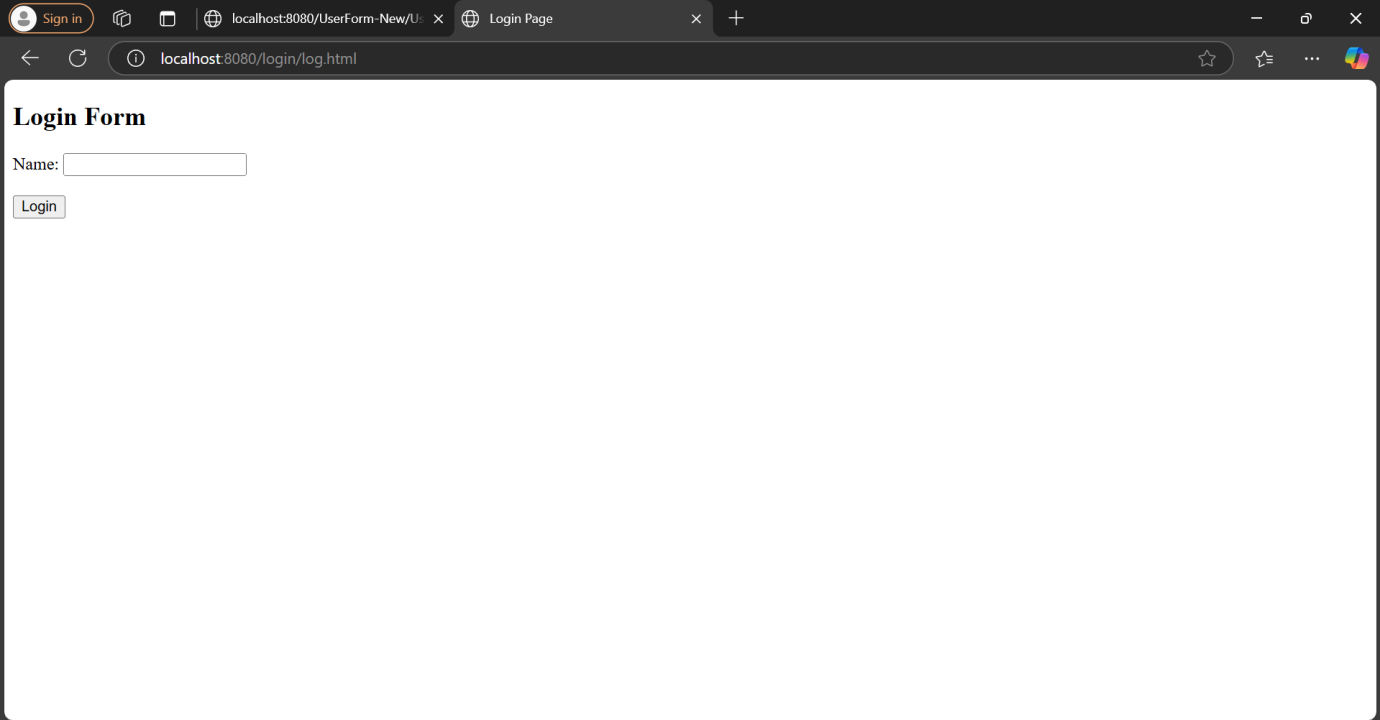 Sign in
localhost:8080/UserForm-New/Us
Login Page
localhost:8080/login/log.html
Login Form
Name:
Login